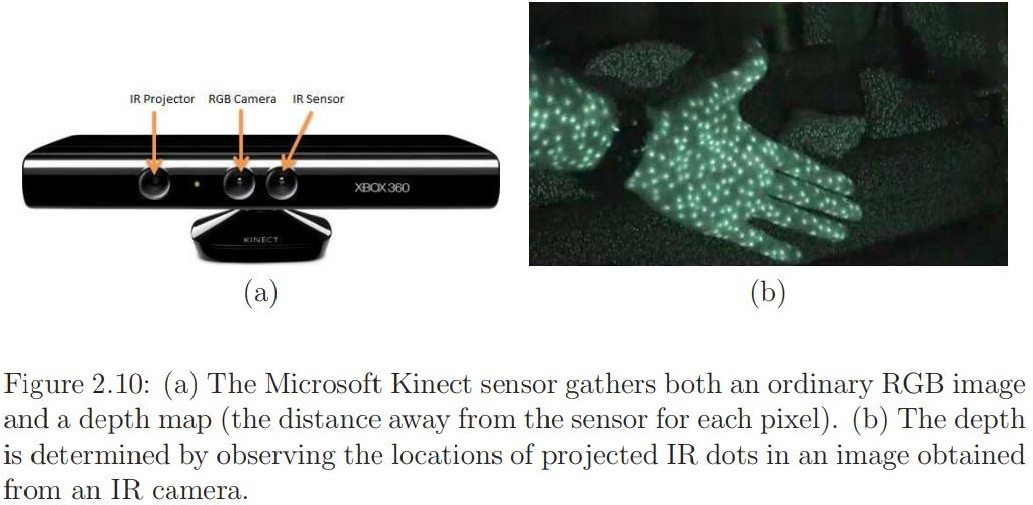 IR Projector RGB Camera IR Sensor
XBOX 360
KINECT
(a) (b)
Figure 2.10: (a) The Microsoft Kinect sensor gathers both an ordinary RGB image
and a depth map (the distance away from the sensor for each pixel). (b) The depth
is determined by observing the locations of projected IR dots in an image obtained
from an IR camera.